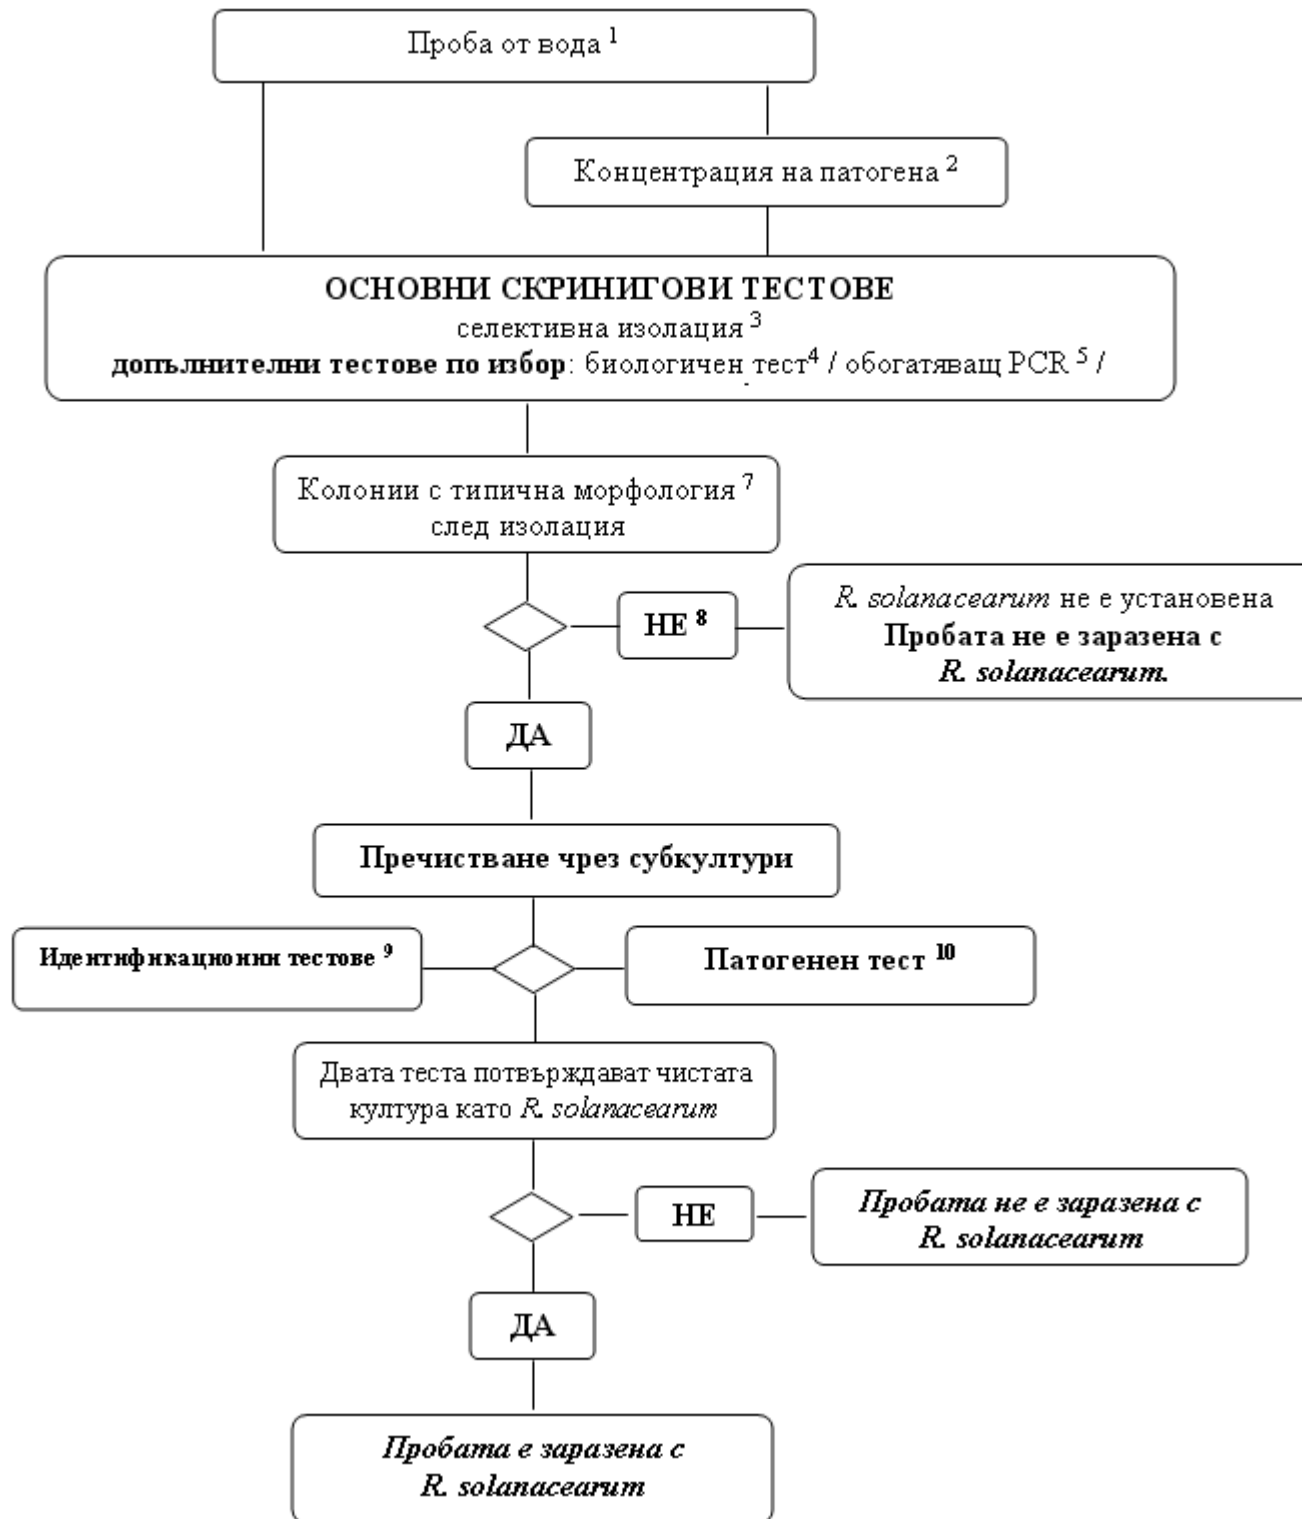 Проба от вода 1
Концентрация на патогена 2
ОСНОВНИ СКРИНИГОВИ ТЕСТОВЕ
селективна изолация 3
допълнителни тестове по избор: биологичен тест4 / обогатяващ PCR 5 /
Колонии с типична морфология 7
след изолация
НЕ 8
R. solanacearum не е установена
Пробата не е заразена с
R. solanacearum.
ДА
Пречистване чрез субкултури
Идентификационни тестове 9
Патогенен тест 10
Двата теста потвърждават чистата
култура като R. solanacearum
НЕ
Пробата не е заразена с
R. solanacearum
ДА
Пробата е заразена с
R. solanacearum